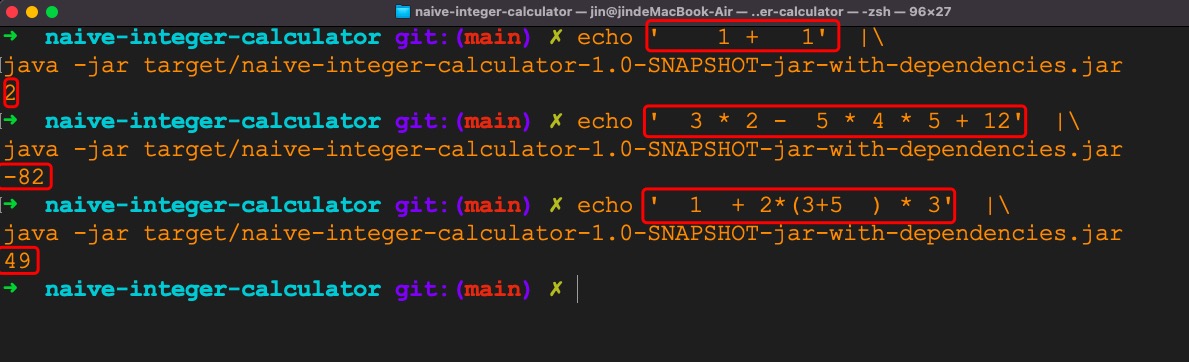 naive-integer-calculator — jin@jindeMacBook-Air — ..er-calculator — -zsh — 96×27
➜  naive-integer-calculator git:(main) ✗ echo '    1 +   1'  |\
java -jar target/naive-integer-calculator-1.0-SNAPSHOT-jar-with-dependencies.jar
2
➜  naive-integer-calculator git:(main) ✗ echo '  3 * 2 -  5 * 4 * 5 + 12'  |\
java -jar target/naive-integer-calculator-1.0-SNAPSHOT-jar-with-dependencies.jar
-82
➜  naive-integer-calculator git:(main) ✗ echo '  1  + 2*(3+5  ) * 3'  |\
java -jar target/naive-integer-calculator-1.0-SNAPSHOT-jar-with-dependencies.jar
49
➜  naive-integer-calculator git:(main) ✗